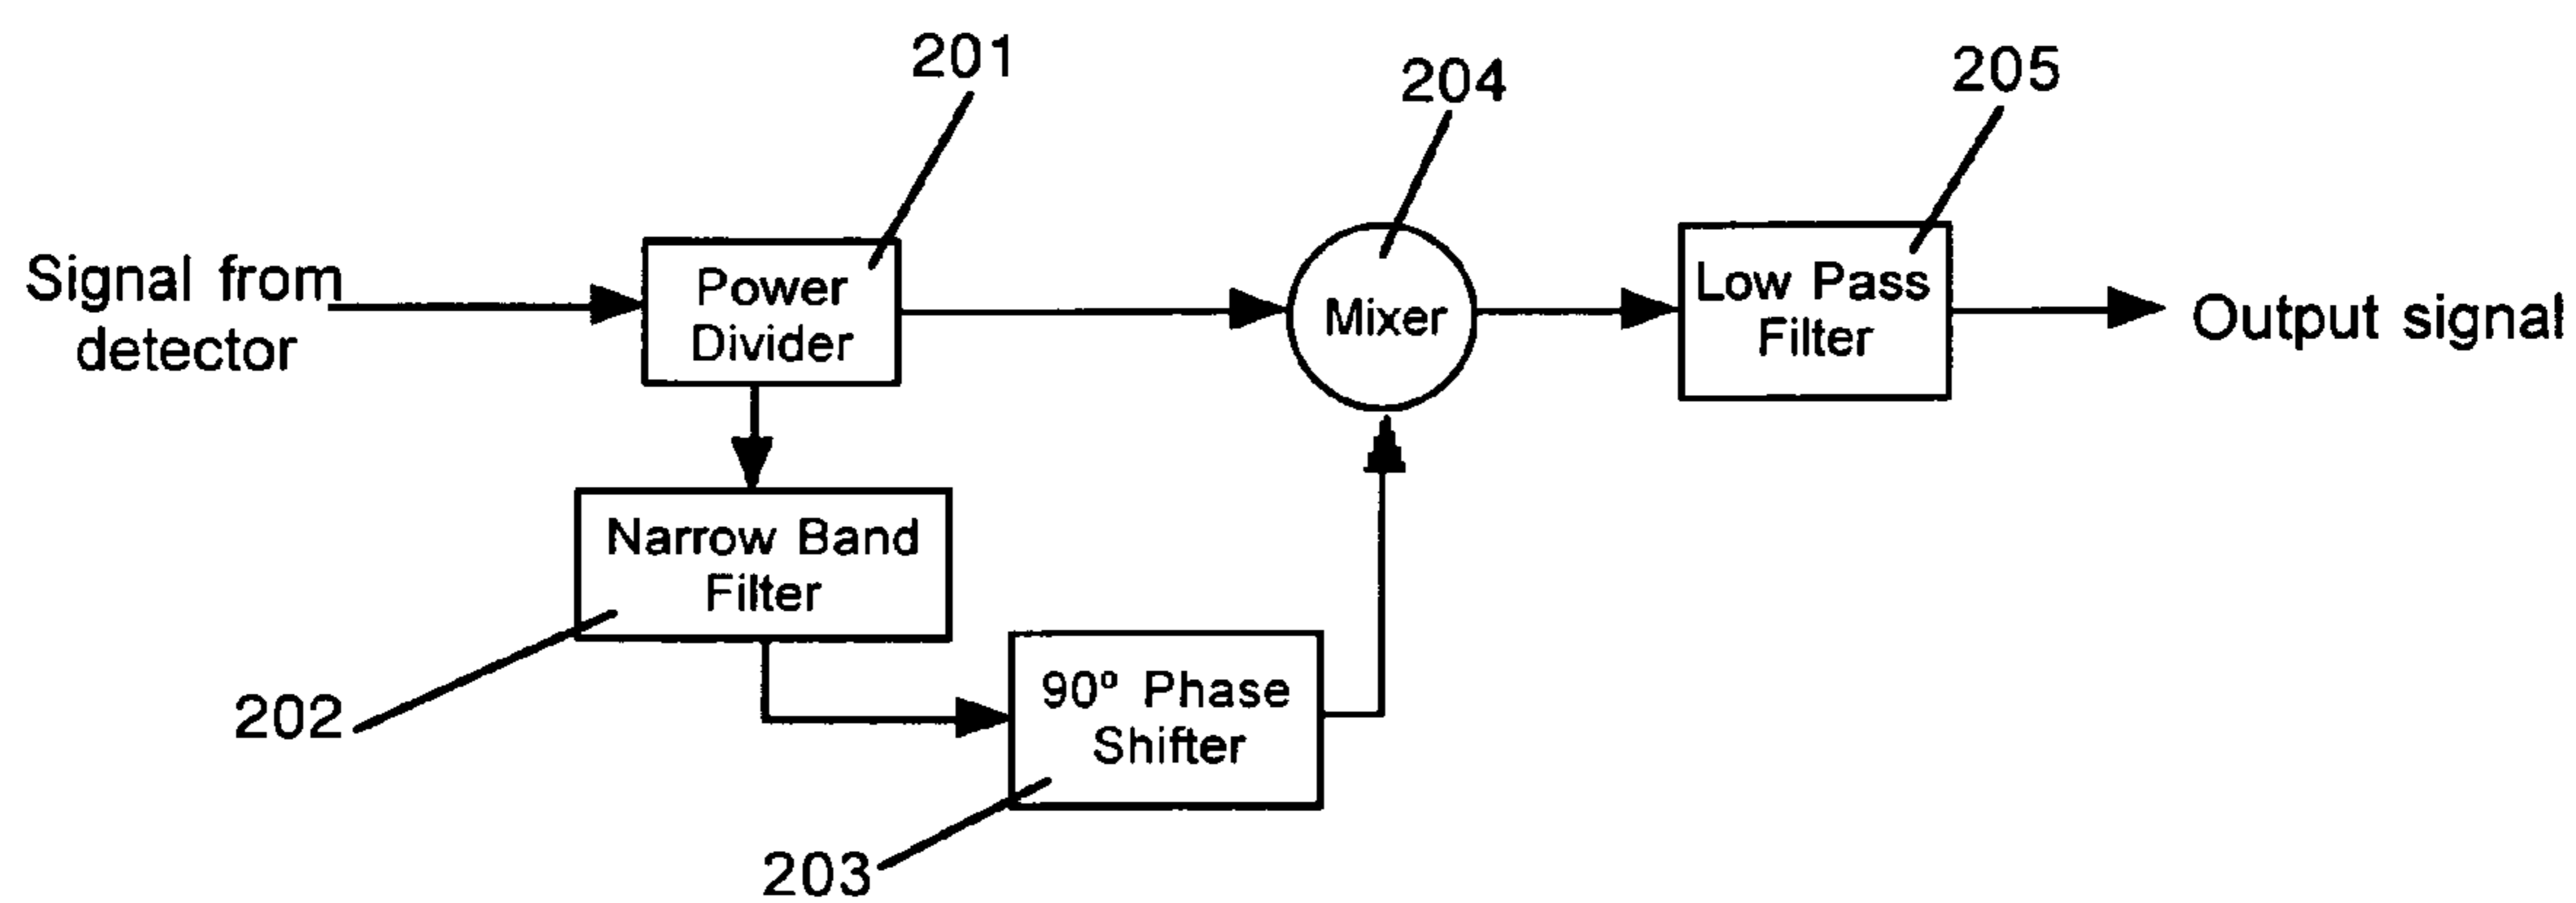 201
204
205
Signal from
detector
Power
Divider
Mixer
Low Pass
Filter
Output signal
Narrow Band
Filter
202
90º Phase
Shifter
203